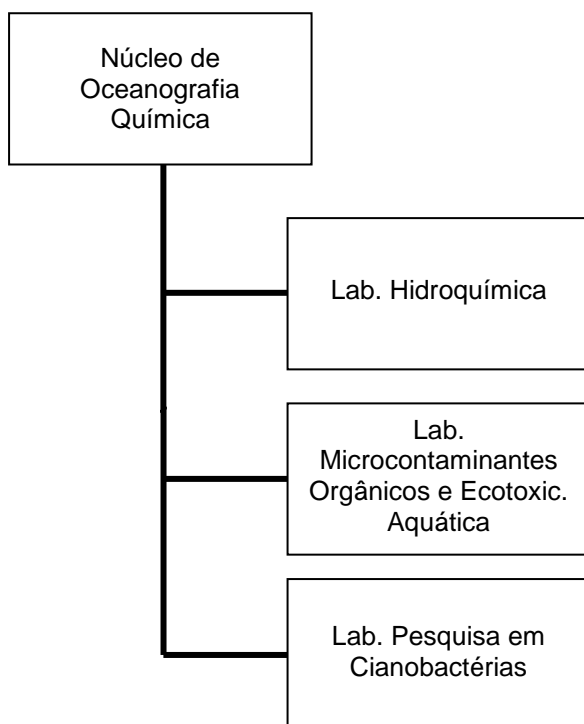 Núcleo de
Oceanografia
Química
Lab. Hidroquímica
Lab.
Microcontaminantes
Orgânicos e Ecotoxic.
Aquática
Lab. Pesquisa em
Cianobactérias